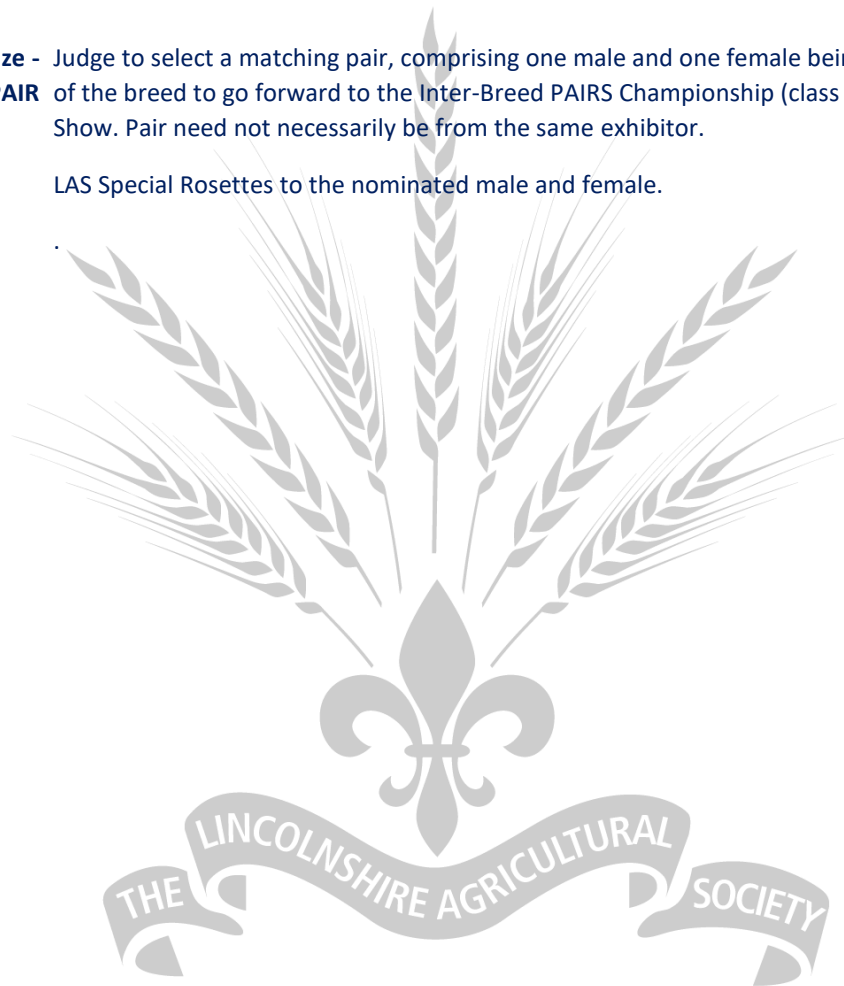 ze - Judge to select a matching pair, comprising one male and one female bein
PAIR of the breed to go forward to the Inter-Breed PAIRS Championship (class
Show. Pair need not necessarily be from the same exhibitor.
LAS Special Rosettes to the nominated male and female.
.
THE LINCOLNSHIRE AGRICULTURAL SOCIETY